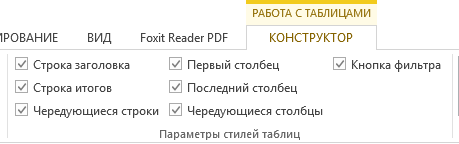 РАБОТА С ТАБЛИЦАМИ
ИРОВАНИЕ ВИД Foxit Reader PDF КОНСТРУКТОР
Строка заголовка Первый столбец Кнопка фильтра
Строка итогов Последний столбец
Чередующиеся строки Чередующиеся столбцы
Параметры стилей таблиц